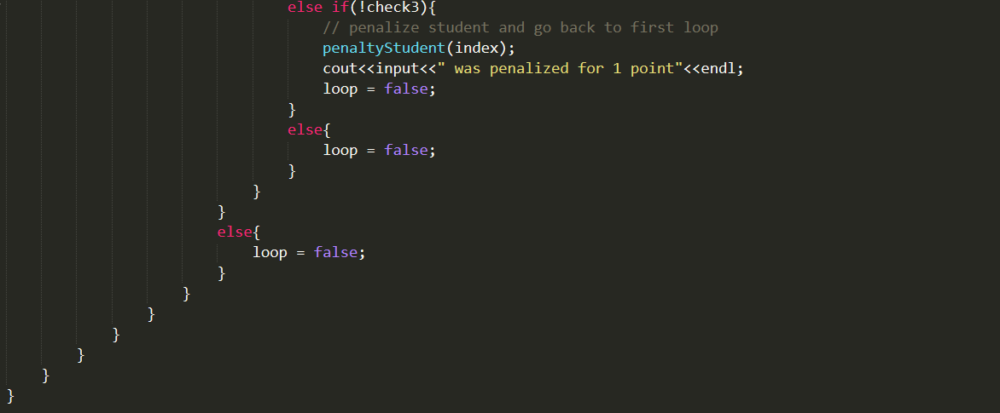 else if(!check3){
// penalize student and go back to first loop
penaltyStudent(index);
cout<<input<<" was penalized for 1 point"<<endl;
loop = false;
}
else{
loop = false;
}
}
}
else{
loop = false;
}
}
}
}
}
}
}